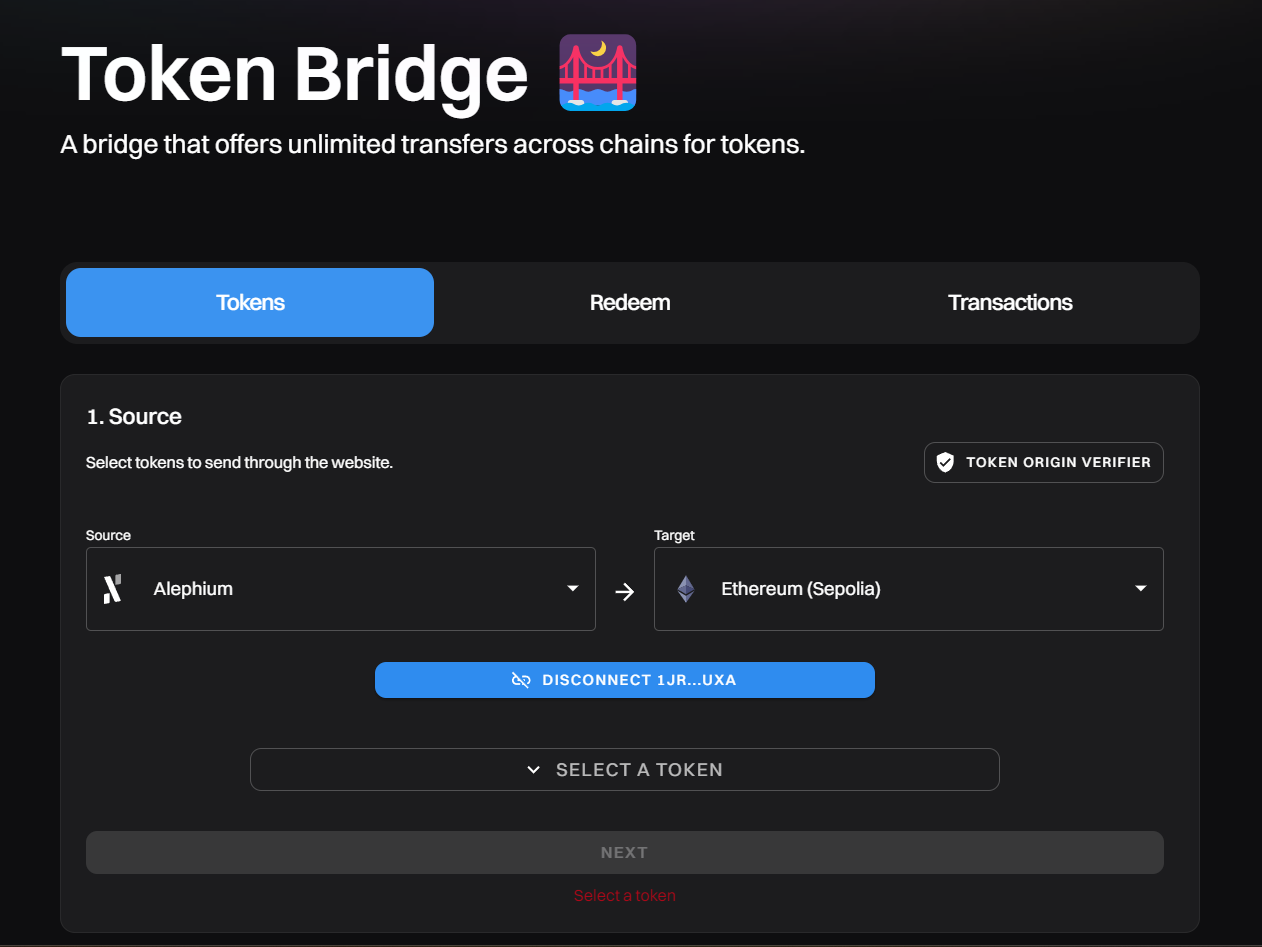 Token Bridge
A bridge that offers unlimited transfers across chains for tokens.
Tokens
Redeem
Transactions
1. Source
Select tokens to send through the website.
TOKEN ORIGIN VERIFIER
Source
Target
Alephium
Ethereum (Sepolia)
DISCONNECT 1JR...UXA
SELECT A TOKEN
NEXT
Select a token